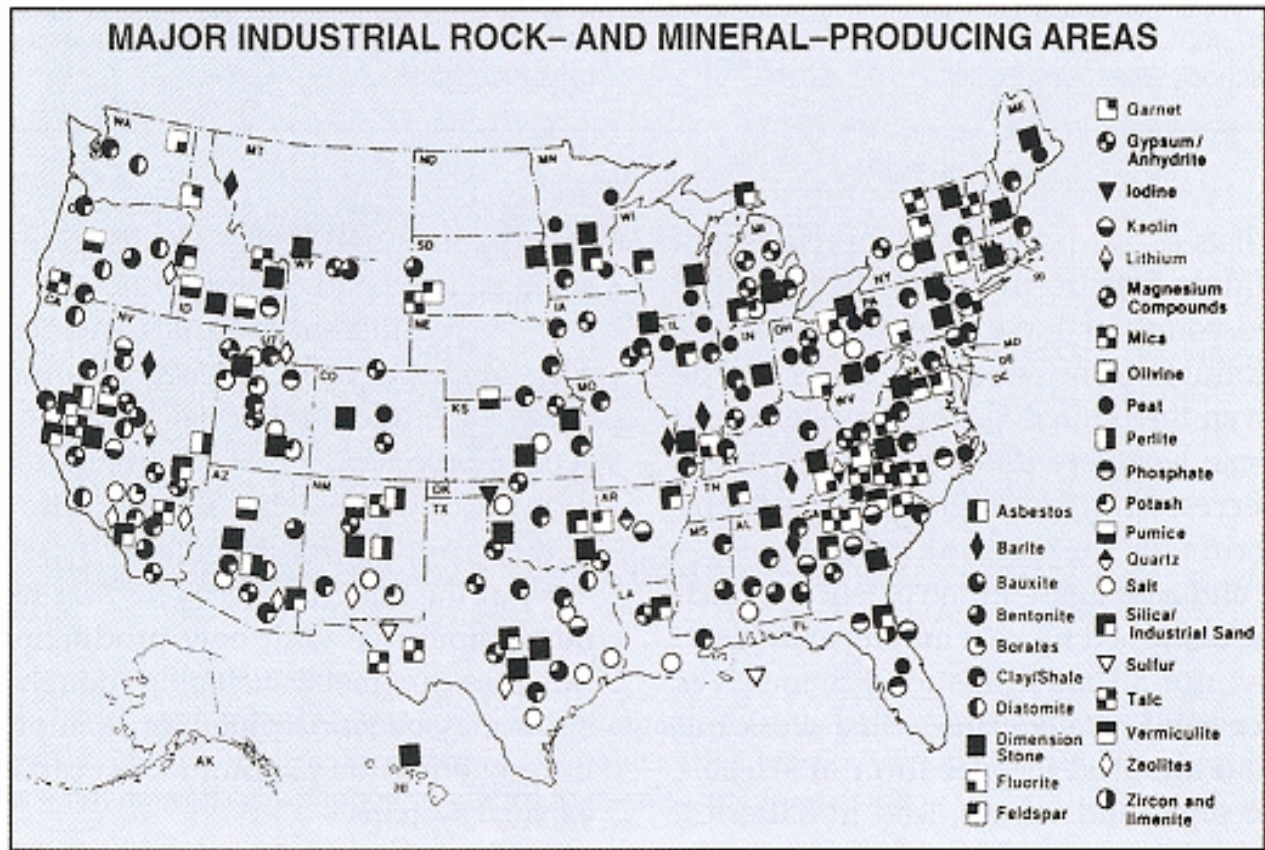 MAJOR INDUSTRIAL ROCK– AND MINERAL–PRODUCING AREAS
WA
MT
ND
MN
WI
MI
ME
NY
PA
SD
WY
ID
NE
IA
IL
IN
OH
WV
MD
DE
DC
NV
UT
CO
KS
MO
CA
AZ
NM
OK
TX
AR
TN
MS
AL
GA
LA
FL
AK
HI
Asbestos
Barite
Bauxite
Bentonite
Borates
Clay/Shale
Diatomite
Dimension
Stone
Fluorite
Feldspar
Garnet
Gypsum/
Anhydrite
Iodine
Kaolin
Lithium
Magnesium
Compounds
Mica
Olivine
Peat
Perlite
Phosphate
Potash
Pumice
Quartz
Salt
Silica/
Industrial Sand
Sulfur
Talc
Vermiculite
Zeolites
Zircon and
Ilmenite